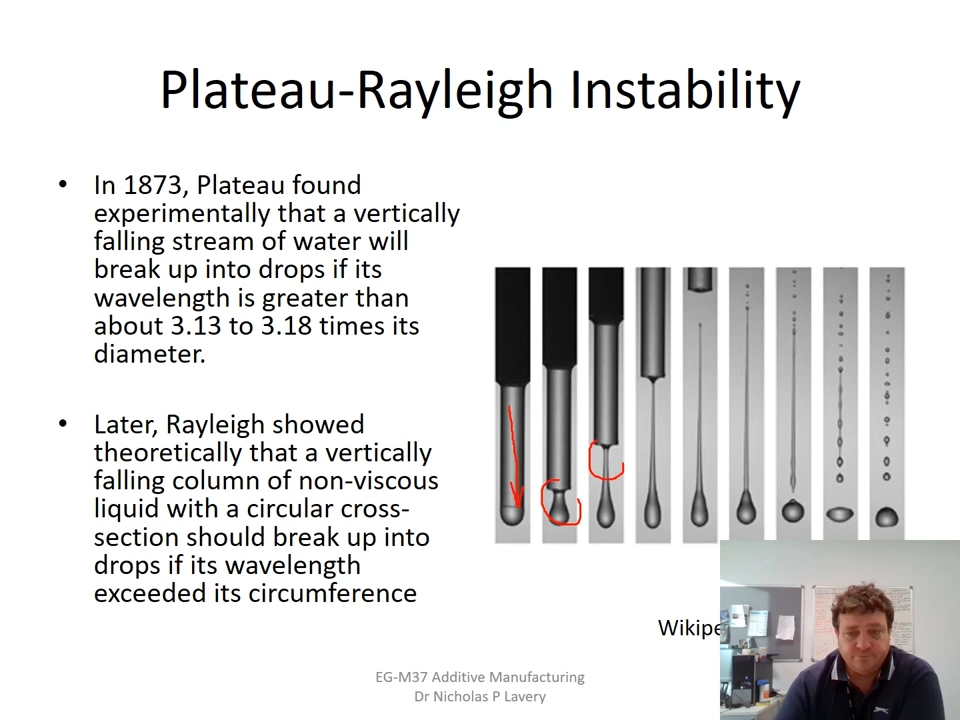 Plateau-Rayleigh Instability
• In 1873, Plateau found
experimentally that a vertically
falling stream of water will
break up into drops if its
wavelength is greater than
about 3.13 to 3.18 times its
diameter.
• Later, Rayleigh showed
theoretically that a vertically
falling column of non-viscous
liquid with a circular cross-
section should break up into
drops if its wavelength
exceeded its circumference
Wikipe
EG-M37 Additive Manufacturing
Dr Nicholas P Lavery